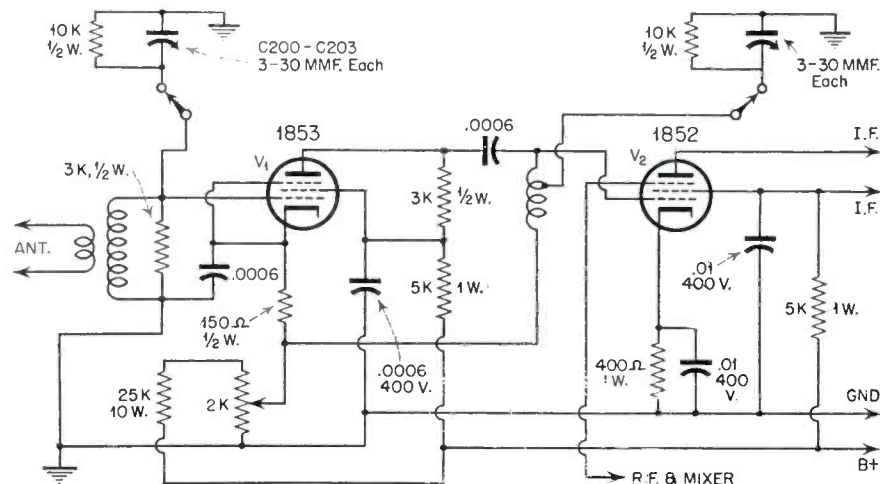 10 K
½ W.
C200 – C203
3–30 MMF. Each
10 K
½ W.
3–30 MMF.
Each
1853
.0006
1852
I.F.
V1
V2
3K, ½ W.
3K
½ W.
I.F.
ANT.
.0006
5K
1 W.
.01
400 V.
5K
1 W.
150 Ω
½ W.
.0006
400 V.
400 Ω
1 W.
.01
400
V.
25 K
10 W.
2 K
GND
B+
R.F. & MIXER